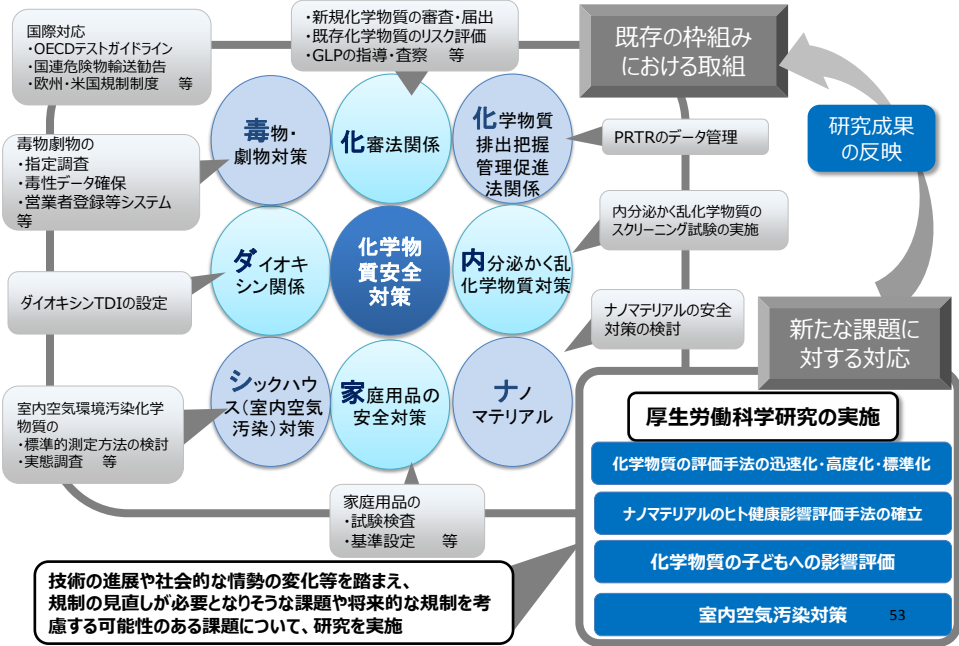 国際対応
・OECDテストガイドライン
・国連危険物輸送勧告
・欧州・米国規制制度　等
・新規化学物質の審査・届出
・既存化学物質のリスク評価
・GLPの指導・査察　等
既存の枠組み
における取組
毒物・
劇物対策
化審法関係
化学物質
排出把握
管理促進
法関係
PRTRのデータ管理
研究成果
の反映
毒物劇物の
・指定調査
・毒性データ確保
・営業者登録等システム
等
内分泌かく乱化学物質の
スクリーニング試験の実施
ダイオキ
シン関係
化学物
質安全
対策
内分泌かく乱
化学物質対策
ダイオキシンTDIの設定
ナノマテリアルの安全
対策の検討
新たな課題に
対する対応
シックハウ
ス(室内空気
汚染)対策
家庭用品の
安全対策
ナノ
マテリアル
室内空気環境汚染化学
物質の
・標準的測定方法の検討
・実態調査　等
厚生労働科学研究の実施
化学物質の評価手法の迅速化・高度化・標準化
家庭用品の
・試験検査
・基準設定　等
ナノマテリアルのヒト健康影響評価手法の確立
化学物質の子どもへの影響評価
技術の進展や社会的な情勢の変化等を踏まえ、
規制の見直しが必要となりそうな課題や将来的な規制を考
慮する可能性のある課題について、研究を実施
室内空気汚染対策
53